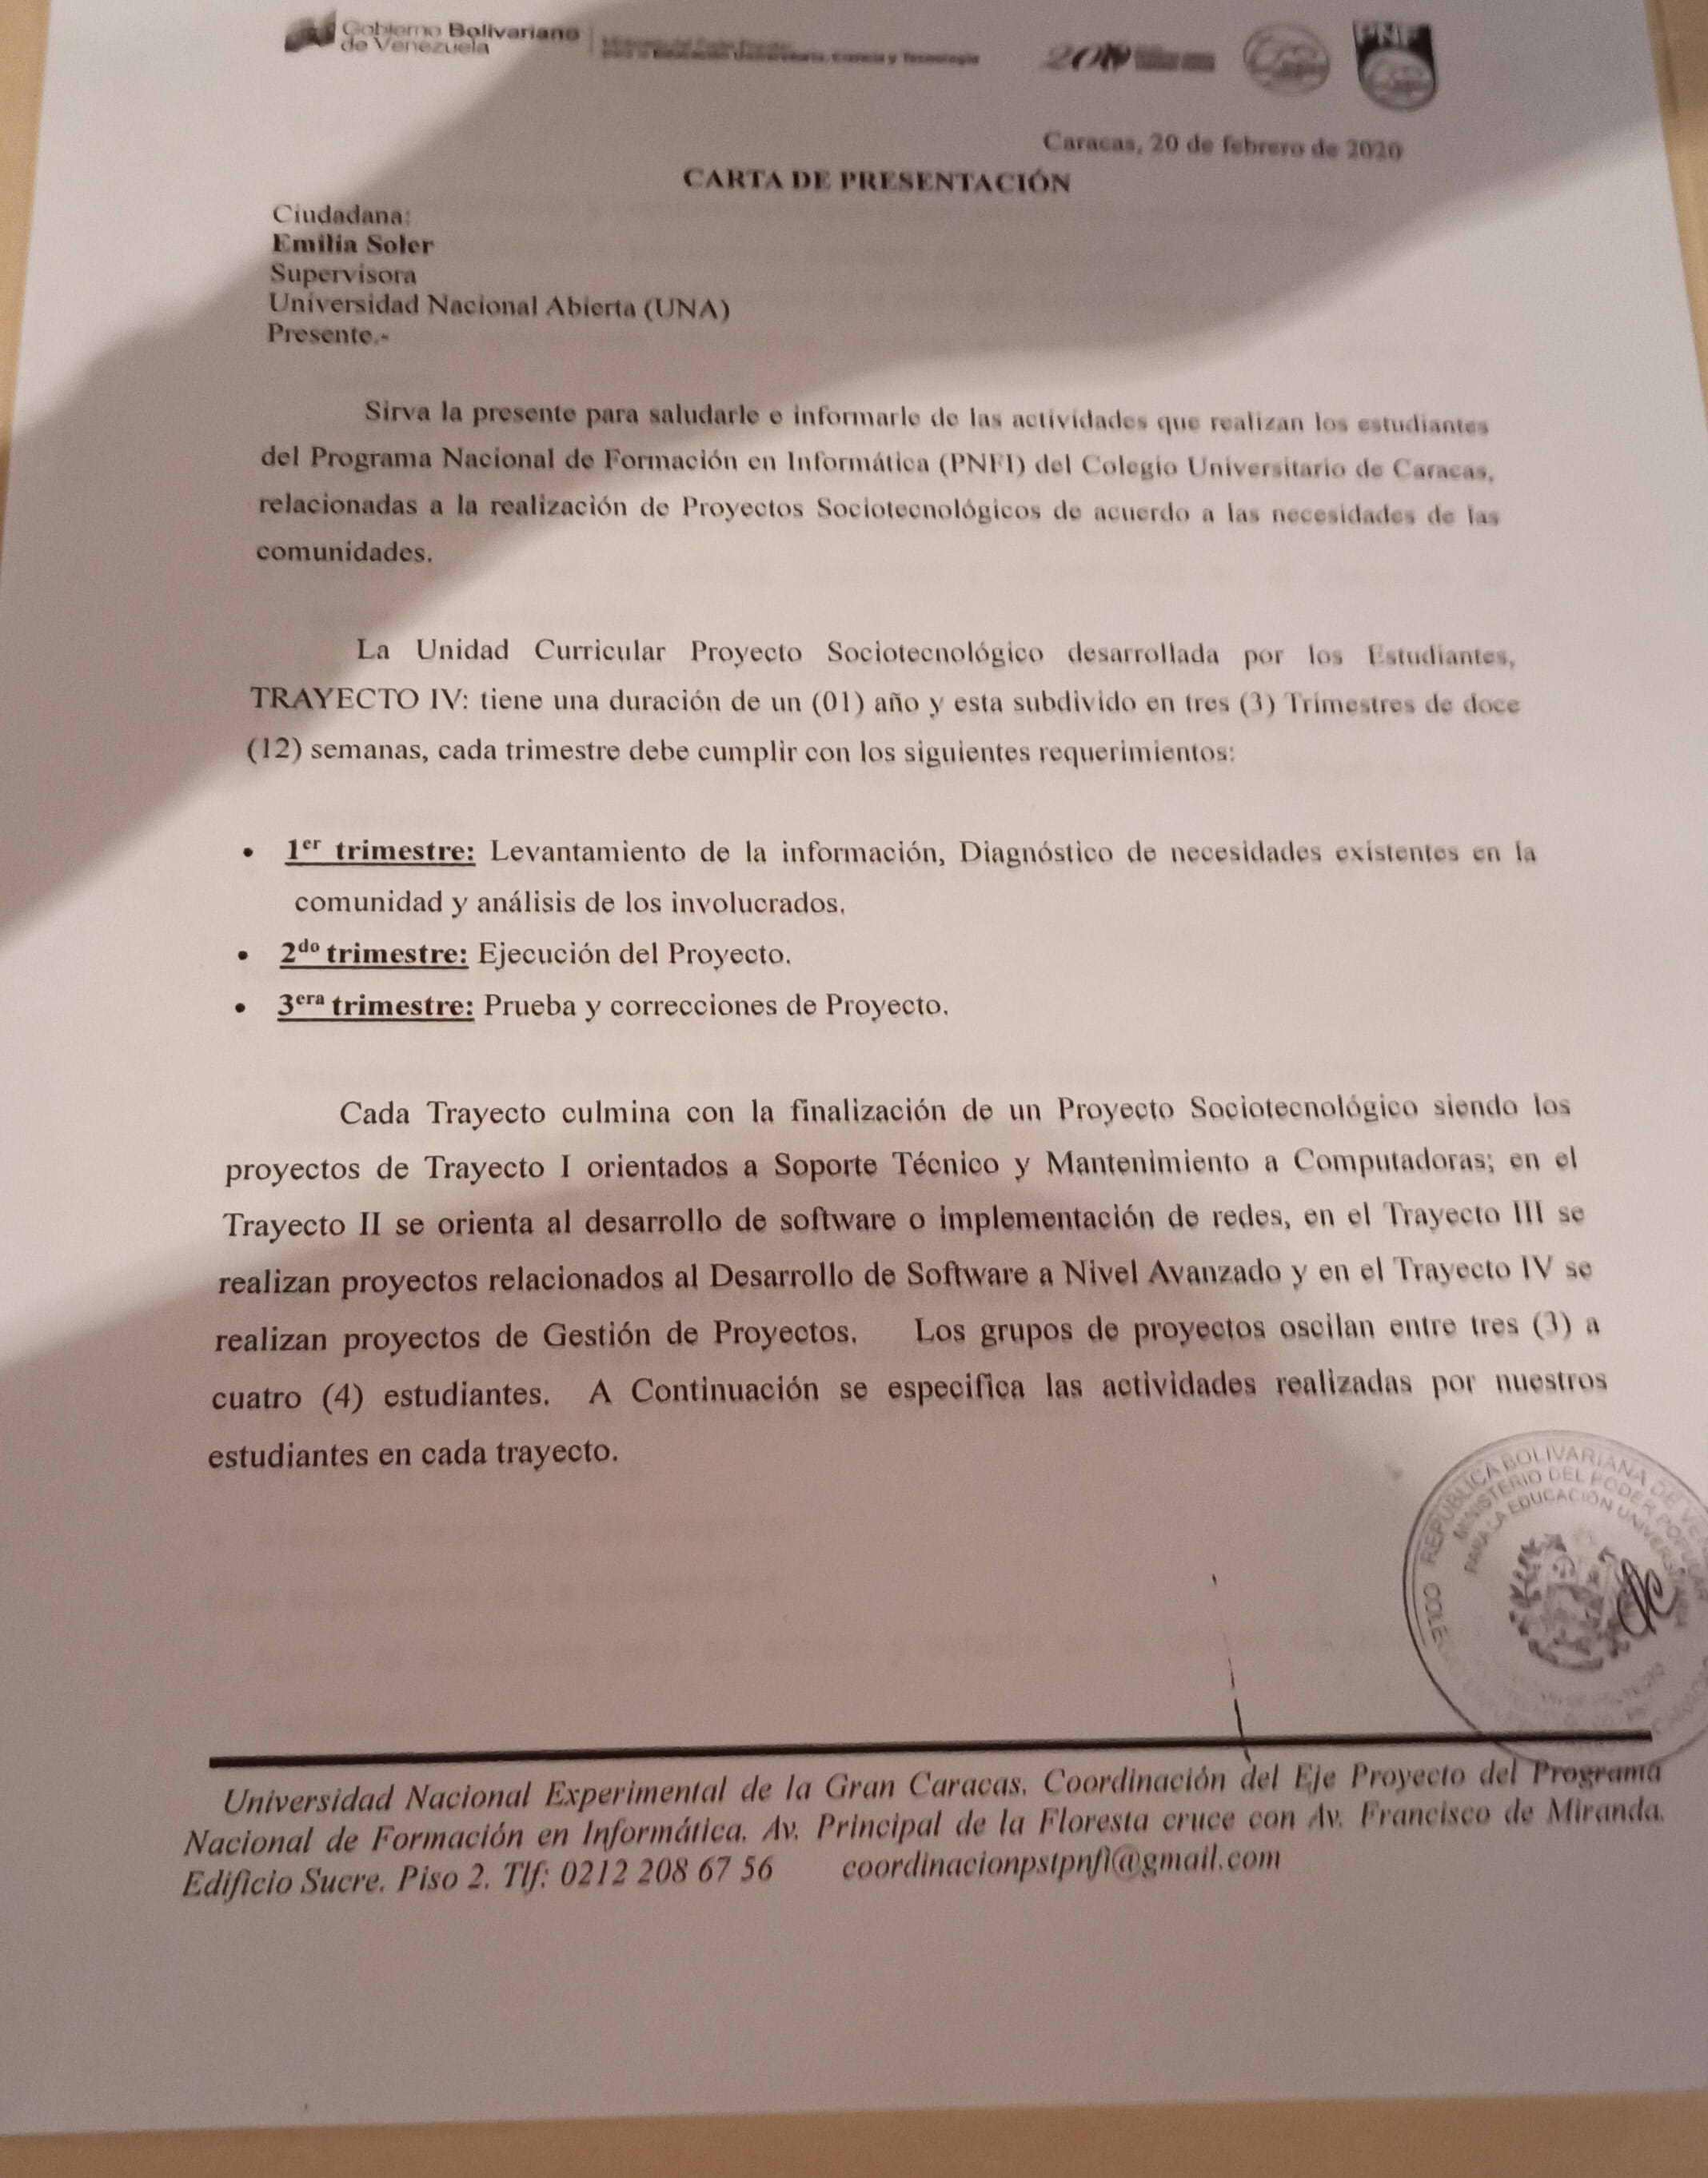 Gobierno Bolivariano
de Venezuela
para la Educación Universitaria, Ciencia y Tecnología
PNF
Caracas, 20 de febrero de 2020
CARTA DE PRESENTACIÓN
Ciudadana:
Emilia Soler
Supervisora
Universidad Nacional Abierta (UNA)
Presente.-
Sirva la presente para saludarle e informarle de las actividades que realizan los estudiantes
del Programa Nacional de Formación en Informática (PNFI) del Colegio Universitario de Caracas,
relacionadas a la realización de Proyectos Sociotecnológicos de acuerdo a las necesidades de las
comunidades.
La Unidad Curricular Proyecto Sociotecnológico desarrollada por los Estudiantes,
TRAYECTO IV: tiene una duración de un (01) año y esta subdivido en tres (3) Trimestres de doce
(12) semanas, cada trimestre debe cumplir con los siguientes requerimientos:
• 1er trimestre: Levantamiento de la información, Diagnóstico de necesidades existentes en la
comunidad y análisis de los involucrados.
• 2do trimestre: Ejecución del Proyecto.
• 3era trimestre: Prueba y correcciones de Proyecto.
Cada Trayecto culmina con la finalización de un Proyecto Sociotecnológico siendo los
proyectos de Trayecto I orientados a Soporte Técnico y Mantenimiento a Computadoras; en el
Trayecto II se orienta al desarrollo de software o implementación de redes, en el Trayecto III se
realizan proyectos relacionados al Desarrollo de Software a Nivel Avanzado y en el Trayecto IV se
realizan proyectos de Gestión de Proyectos. Los grupos de proyectos oscilan entre tres (3) a
cuatro (4) estudiantes. A Continuación se especifica las actividades realizadas por nuestros
estudiantes en cada trayecto.
REPÚBLICA BOLIVARIANA DE
MINISTERIO DEL PODER POPULAR
PARA LA EDUCACIÓN UNIVERSITARIA
Universidad Nacional Experimental de la Gran Caracas. Coordinación del Eje Proyecto del Programa
Nacional de Formación en Informática. Av. Principal de la Floresta cruce con Av. Francisco de Miranda.
Edificio Sucre. Piso 2. Tlf: 0212 208 67 56 coordinacionpstpnfi@gmail.com